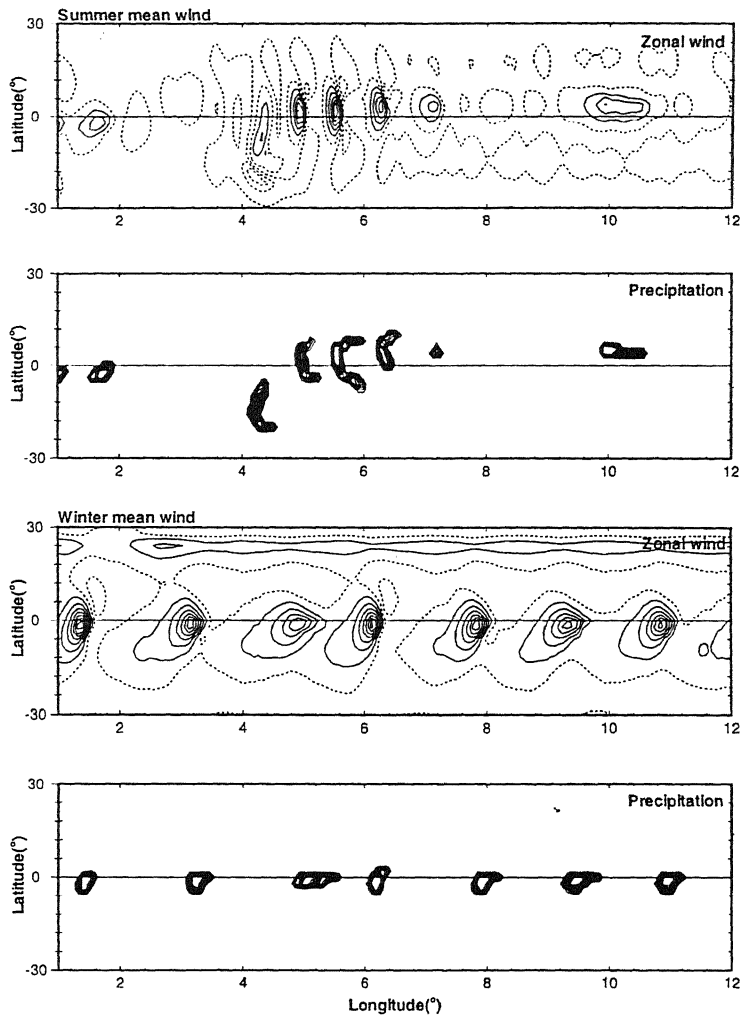 Summer mean wind
Zonal wind
Latitude(°)
30
0
-30
2 4 6 8 10 12
Precipitation
Latitude(°)
30
0
-30
2 4 6 8 10 12
Winter mean wind
Zonal wind
Latitude(°)
30
0
-30
2 4 6 8 10 12
Precipitation
Latitude(°)
30
0
-30
2 4 6 8 10 12
Longitude(°)